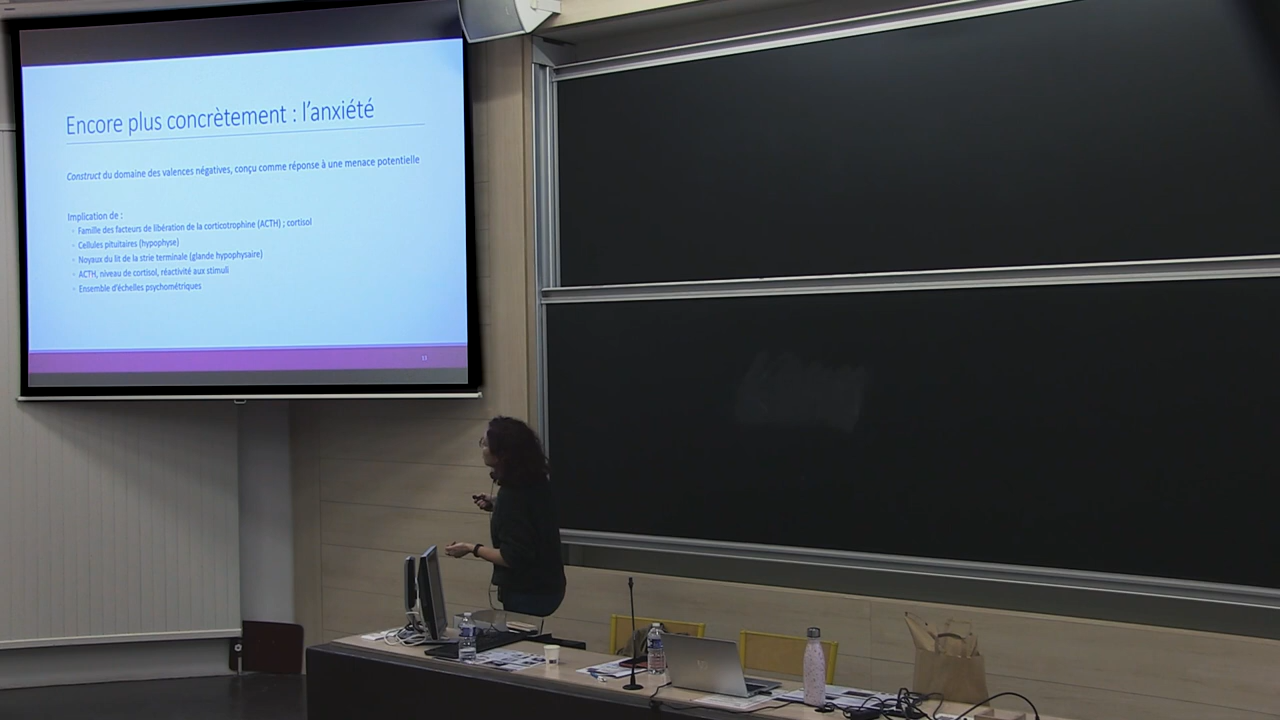 Encore plus concrètement : l'anxiété
Construct du domaine des valences négatives, conçu comme réponse à une menace potentielle
Implication de :
◦ Famille des facteurs de libération de la corticotrophine (ACTH) ; cortisol
◦ Cellules pituitaires (hypophyse)
◦ Noyaux du lit de la strie terminale (glande hypophysaire)
◦ ACTH, niveau de cortisol, réactivité aux stimuli
◦ Ensemble d'échelles psychométriques
11